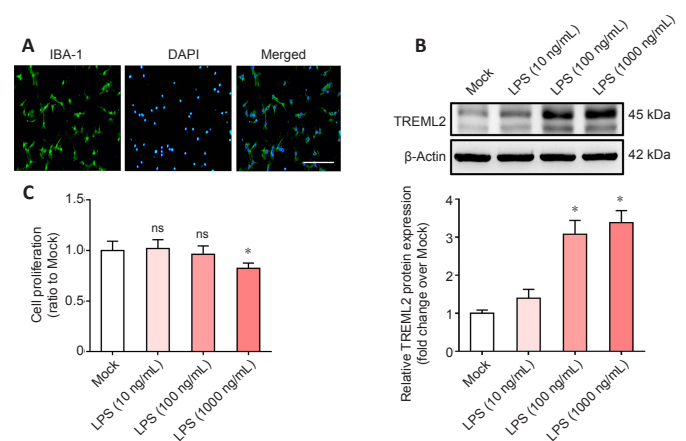 A
IBA-1
DAPI
Merged
B
Mock
LPS (10 ng/mL)
LPS (100 ng/mL)
LPS (1000 ng/mL)
TREML2
45 kDa
β-Actin
42 kDa
C
Cell proliferation
(ratio to Mock)
1.5
1.0
0.5
0
ns
ns
*
Mock
LPS (10 ng/mL)
LPS (100 ng/mL)
LPS (1000 ng/mL)
Relative TREML2 protein expression
(fold change over Mock)
4
3
2
1
0
*
*
Mock
LPS (10 ng/mL)
LPS (100 ng/mL)
LPS (1000 ng/mL)